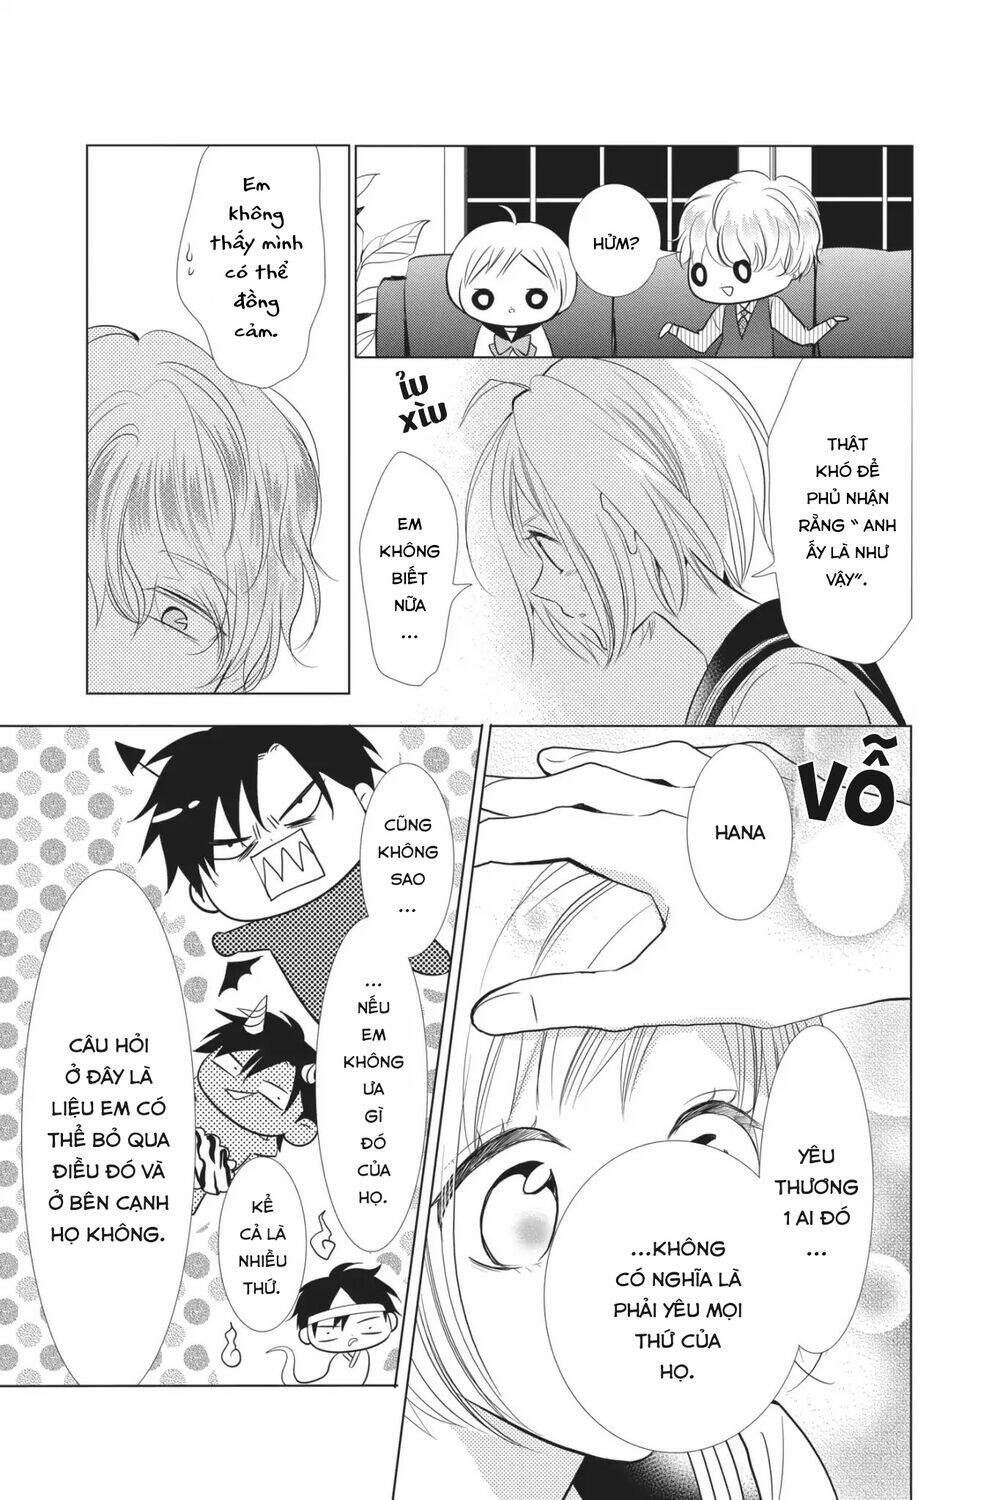 HỬM?
THẬT
KHÓ ĐỂ
PHỦ NHẬN
RẰNG " ANH
ẤY LÀ NHƯ
VẬY".
ỈU
XÌU
EM
KHÔNG
BIẾT
NỮA
...
Em
không
thấy mình
có thể
đồng
cảm.
VỖ
HANA
YÊU
THƯƠNG
1 AI ĐÓ
...
...KHÔNG
CÓ NGHĨA LÀ
PHẢI YÊU MỌI
THỨ CỦA
HỌ.
CŨNG
KHÔNG
SAO
...
... NẾU
EM
KHÔNG ƯA
GÌ
ĐÓ
CỦA
HỌ.
KỂ
CẢ LÀ
NHIỀU
THỨ.
CÂU HỎI
Ở ĐÂY LÀ
LIỆU EM CÓ
THỂ BỎ QUA
ĐIỀU ĐÓ VÀ
Ở BÊN CẠNH
HỌ KHÔNG.